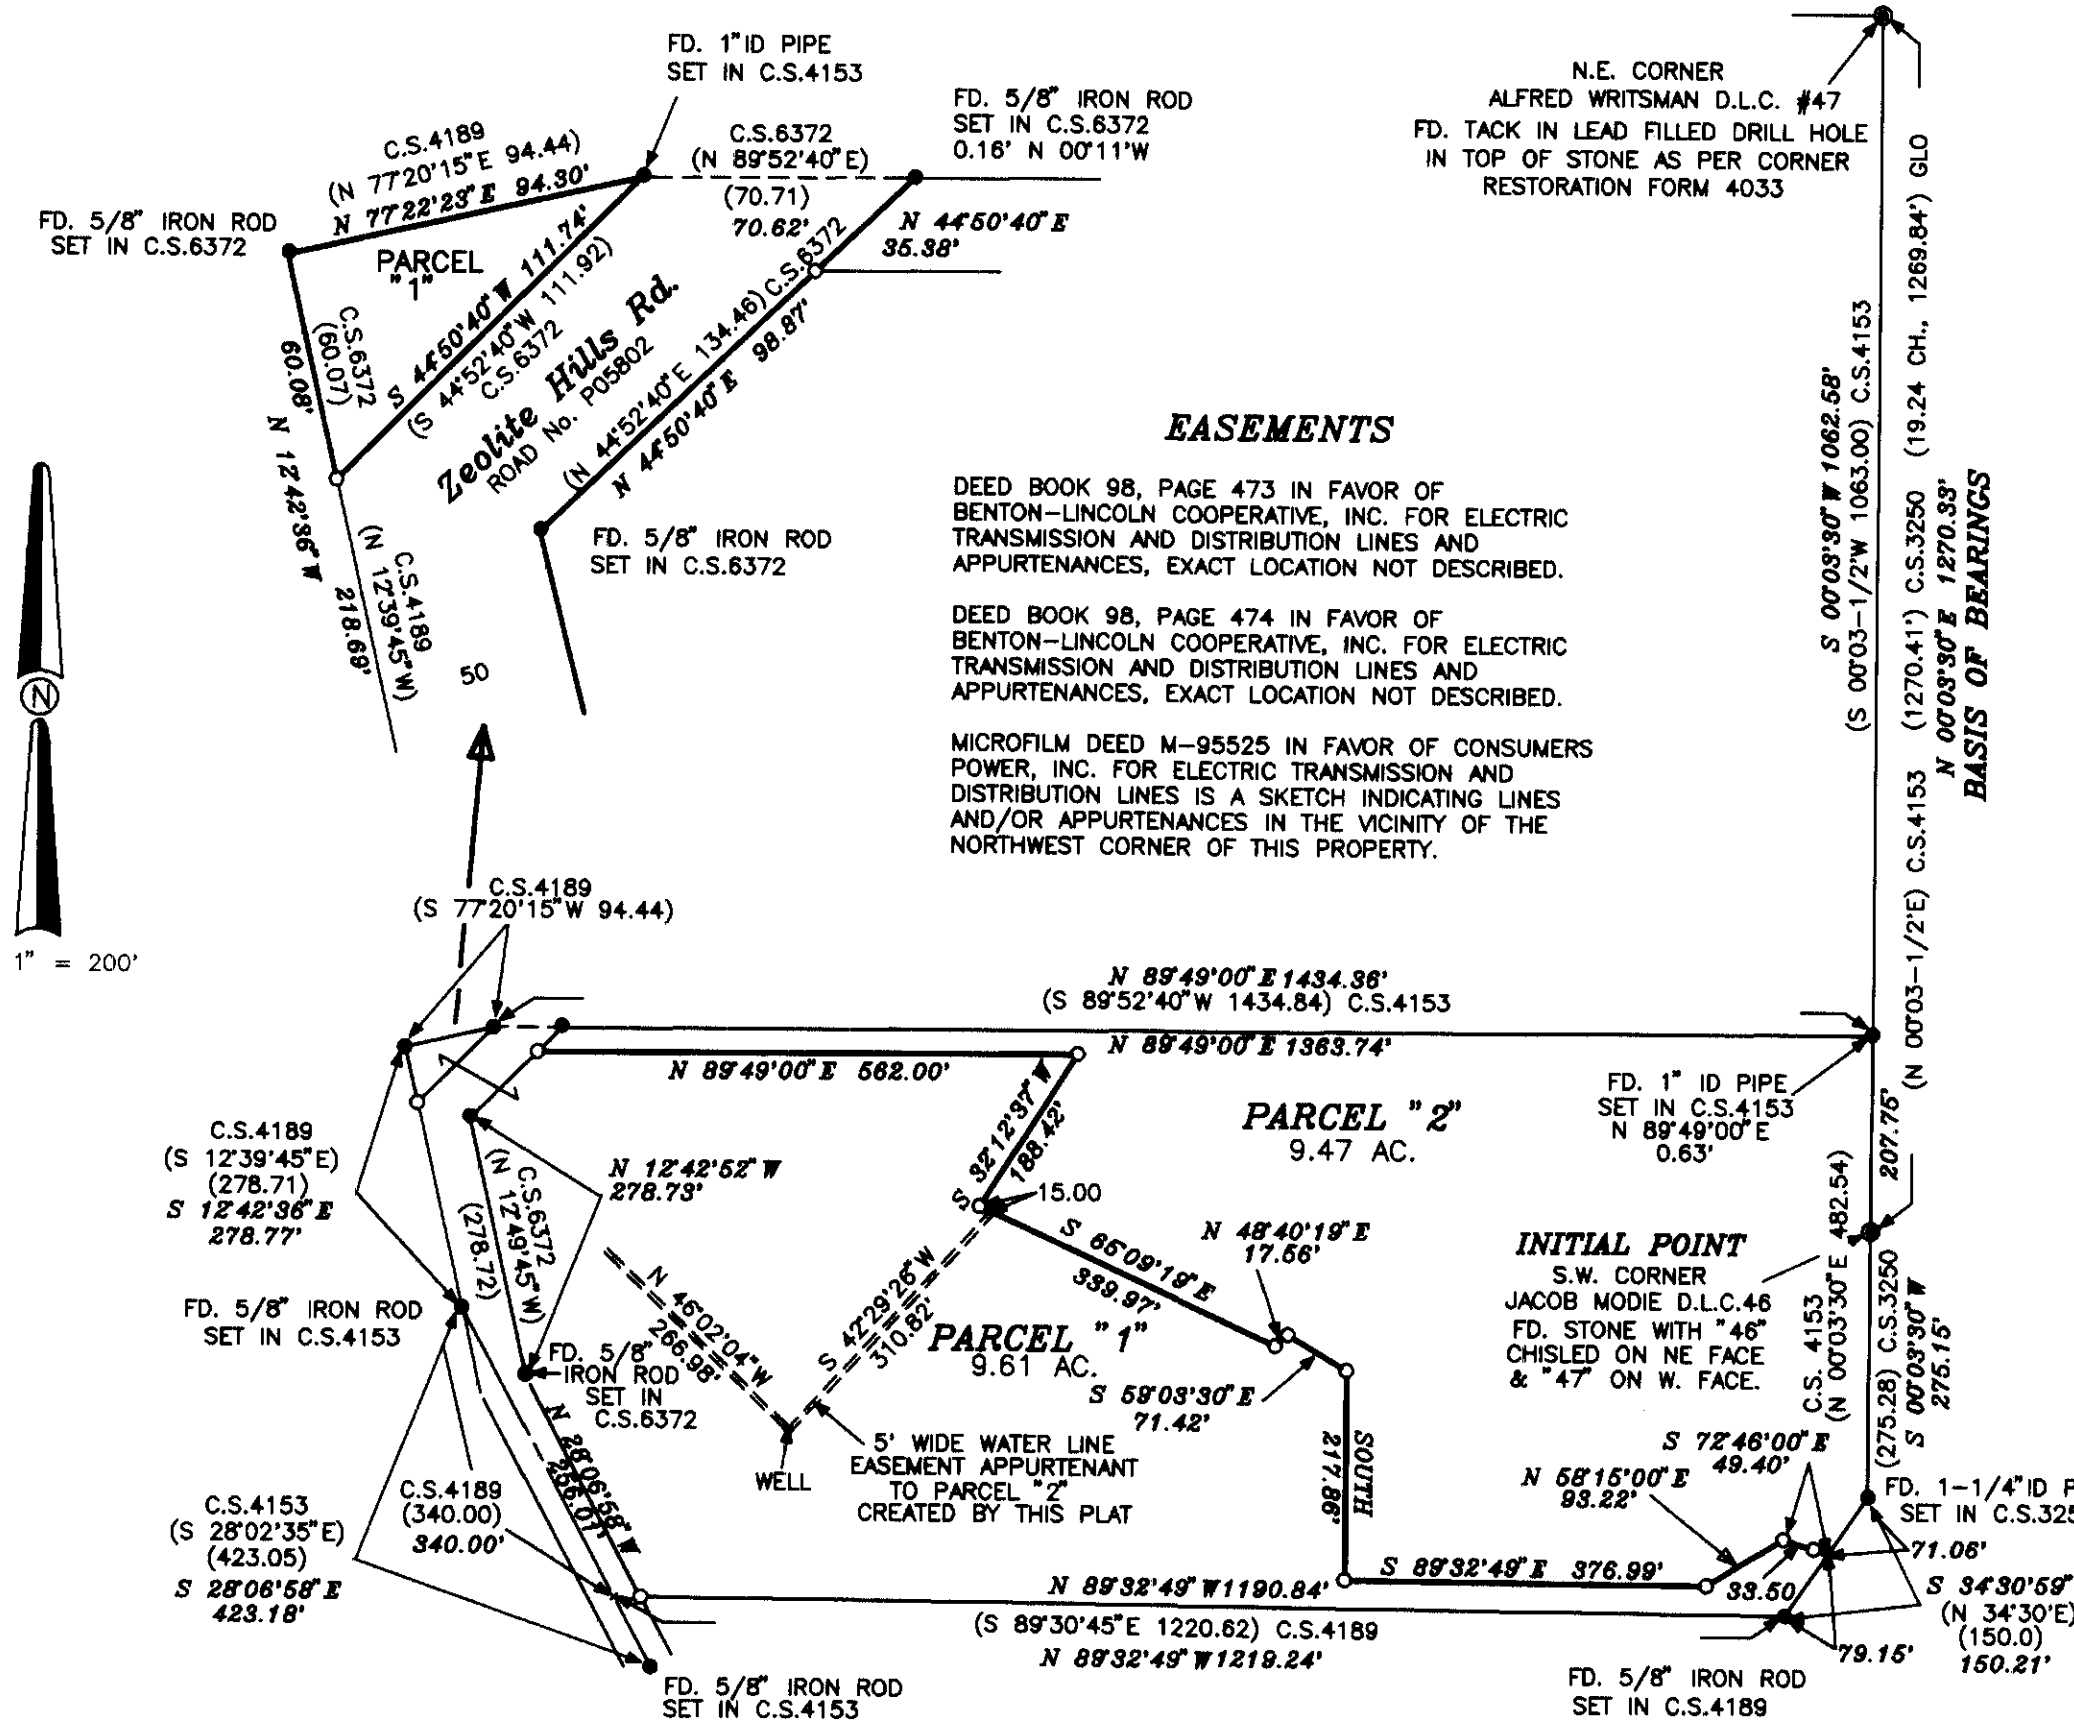 FD. 1" ID PIPE
SET IN C.S.4153
FD. 5/8" IRON ROD
SET IN C.S.6372
0.16' N 00°11'W
C.S.6372
(N 89°52'40"E)
(70.71)
70.62'
C.S.4189
(N 77°20'15"E 94.44)
N 77°22'23"E 94.30'
FD. 5/8" IRON ROD
SET IN C.S.6372
PARCEL
"1"
S 44°50'40"W 111.74'
(S 44°52'40"W 111.92)
C.S.6372
Zeolite Hills Rd.
ROAD No. P05802
(N 44°52'40"E 134.46) C.S.6372
N 44°50'40"E 98.87'
N 44°50'40"E
35.38'
C.S.6372
(60.07)
60.08'
N 12°42'36"W 218.69'
C.S.4189
(N 12°39'45"W)
50
FD. 5/8" IRON ROD
SET IN C.S.6372
N.E. CORNER
ALFRED WRITSMAN D.L.C. #47
FD. TACK IN LEAD FILLED DRILL HOLE
IN TOP OF STONE AS PER CORNER
RESTORATION FORM 4033
S 00°03'30"W 1062.58'
(S 00°03-1/2'W 1063.00) C.S.4153
(N 00°03-1/2'E) C.S.4153 (1270.41') C.S.3250 (19.24 CH., 1269.84') GLO
N 00°03'30"E 1270.33'
BASIS OF BEARINGS
EASEMENTS
DEED BOOK 98, PAGE 473 IN FAVOR OF
BENTON-LINCOLN COOPERATIVE, INC. FOR ELECTRIC
TRANSMISSION AND DISTRIBUTION LINES AND
APPURTENANCES, EXACT LOCATION NOT DESCRIBED.
DEED BOOK 98, PAGE 474 IN FAVOR OF
BENTON-LINCOLN COOPERATIVE, INC. FOR ELECTRIC
TRANSMISSION AND DISTRIBUTION LINES AND
APPURTENANCES, EXACT LOCATION NOT DESCRIBED.
MICROFILM DEED M-95525 IN FAVOR OF CONSUMERS
POWER, INC. FOR ELECTRIC TRANSMISSION AND
DISTRIBUTION LINES IS A SKETCH INDICATING LINES
AND/OR APPURTENANCES IN THE VICINITY OF THE
NORTHWEST CORNER OF THIS PROPERTY.
N
1" = 200'
C.S.4189
(S 77°20'15"W 94.44)
N 89°49'00"E 1434.36'
(S 89°52'40"W 1434.84) C.S.4153
N 89°49'00"E 1363.74'
N 89°49'00"E 562.00'
S 32°12'37"W
188.42'
PARCEL "2"
9.47 AC.
FD. 1" ID PIPE
SET IN C.S.4153
N 89°49'00"E
0.63'
207.75'
C.S.4189
(S 12°39'45"E)
(278.71)
S 12°42'36"E
278.77'
(278.72)
C.S.6372
(N 12°49'45"W)
N 12°42'52"W
278.73'
15.00
S 65°09'19"E
339.97'
N 48°40'19"E
17.56'
INITIAL POINT
S.W. CORNER
JACOB MODIE D.L.C.46
FD. STONE WITH "46"
CHISLED ON NE FACE
& "47" ON W. FACE.
C.S. 4153
(N 00°03'30"E 482.54)
(275.28) C.S.3250
S 00°03'30"W
275.15'
FD. 5/8" IRON ROD
SET IN C.S.4153
N 46°02'04"W
266.98'
S 42°29'26"W
310.82'
PARCEL "1"
9.61 AC.
FD. 5/8"
IRON ROD
SET IN
C.S.6372
S 59°03'30"E
71.42'
WELL
5' WIDE WATER LINE
EASEMENT APPURTENANT
TO PARCEL "2"
CREATED BY THIS PLAT
SOUTH
217.86'
S 72°46'00"E
49.40'
N 58°15'00"E
93.22'
FD. 1-1/4" ID P
SET IN C.S.325
C.S.4153
(S 28°02'35"E)
(423.05)
S 28°06'58"E
423.18'
C.S.4189
(340.00)
340.00'
N 28°06'58"W
256.01'
N 89°32'49"W 1190.84'
S 89°32'49"E 376.99'
33.50
71.06'
S 34°30'59"
(N 34°30'E)
(150.0)
150.21'
(S 89°30'45"E 1220.62) C.S.4189
N 89°32'49"W 1219.24'
79.15'
FD. 5/8" IRON ROD
SET IN C.S.4153
FD. 5/8" IRON ROD
SET IN C.S.4189